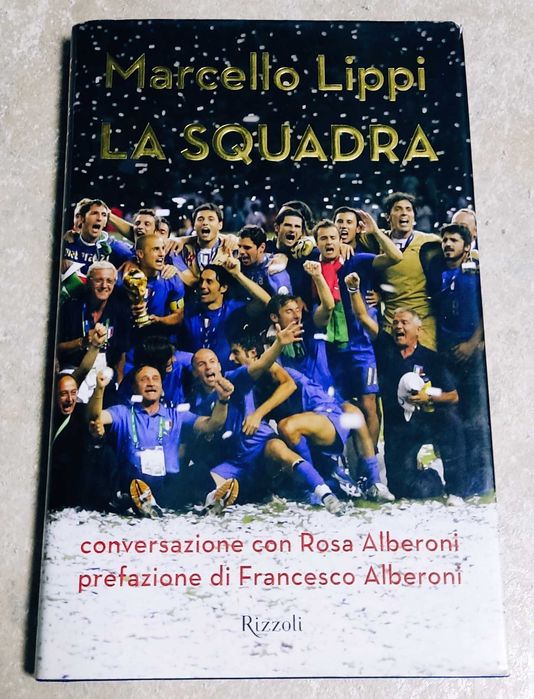 Marcello Lippi
LA SQUADRA
conversazione con Rosa Alberoni
prefazione di Francesco Alberoni
Rizzoli